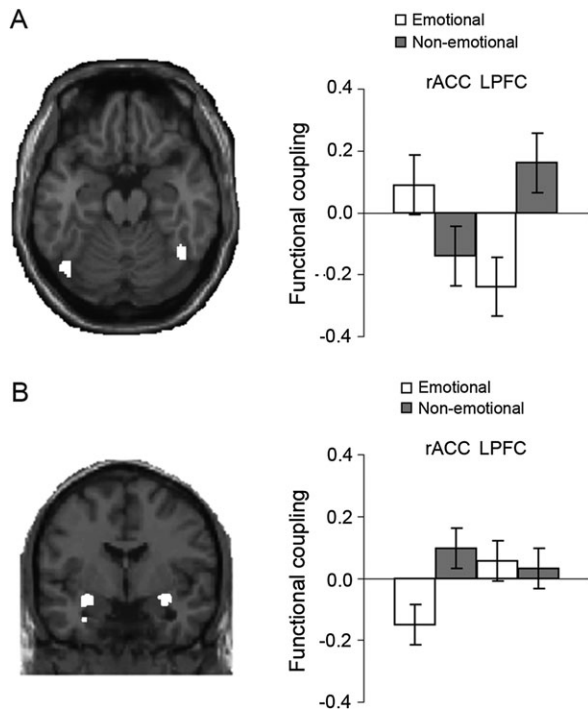 A
Emotional
Non-emotional
rACC LPFC
Functional coupling
0.4
0.2
0.0
-0.2
-0.4
B
Emotional
Non-emotional
rACC LPFC
Functional coupling
0.4
0.2
0.0
-0.2
-0.4